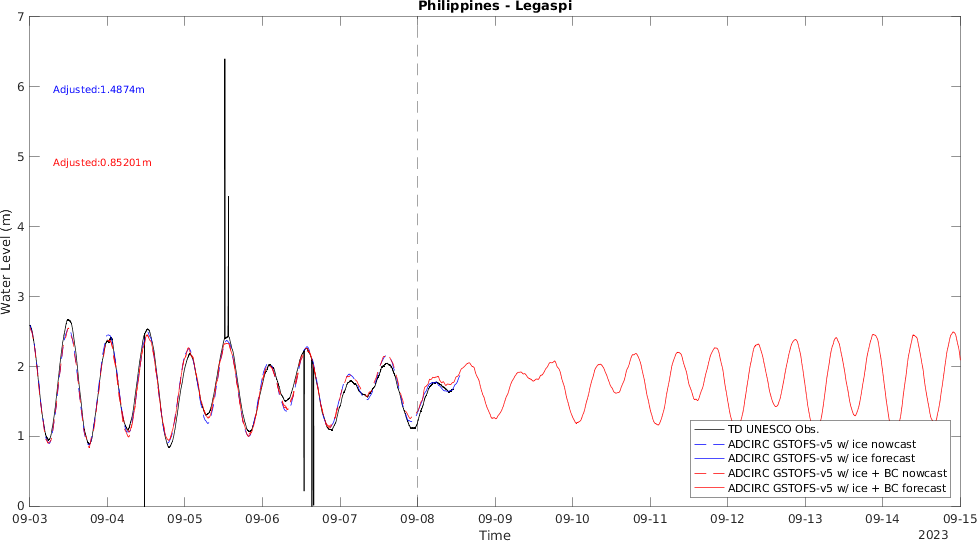 Philippines - Legaspi
7
6
5
4
3
2
1
0
Water Level (m)
Adjusted:1.4874m
Adjusted:0.85201m
TD UNESCO Obs.
ADCIRC GSTOFS-v5 w/ ice nowcast
ADCIRC GSTOFS-v5 w/ ice forecast
ADCIRC GSTOFS-v5 w/ ice + BC nowcast
ADCIRC GSTOFS-v5 w/ ice + BC forecast
09-03 09-04 09-05 09-06 09-07 09-08 09-09 09-10 09-11 09-12 09-13 09-14 09-15
Time
2023